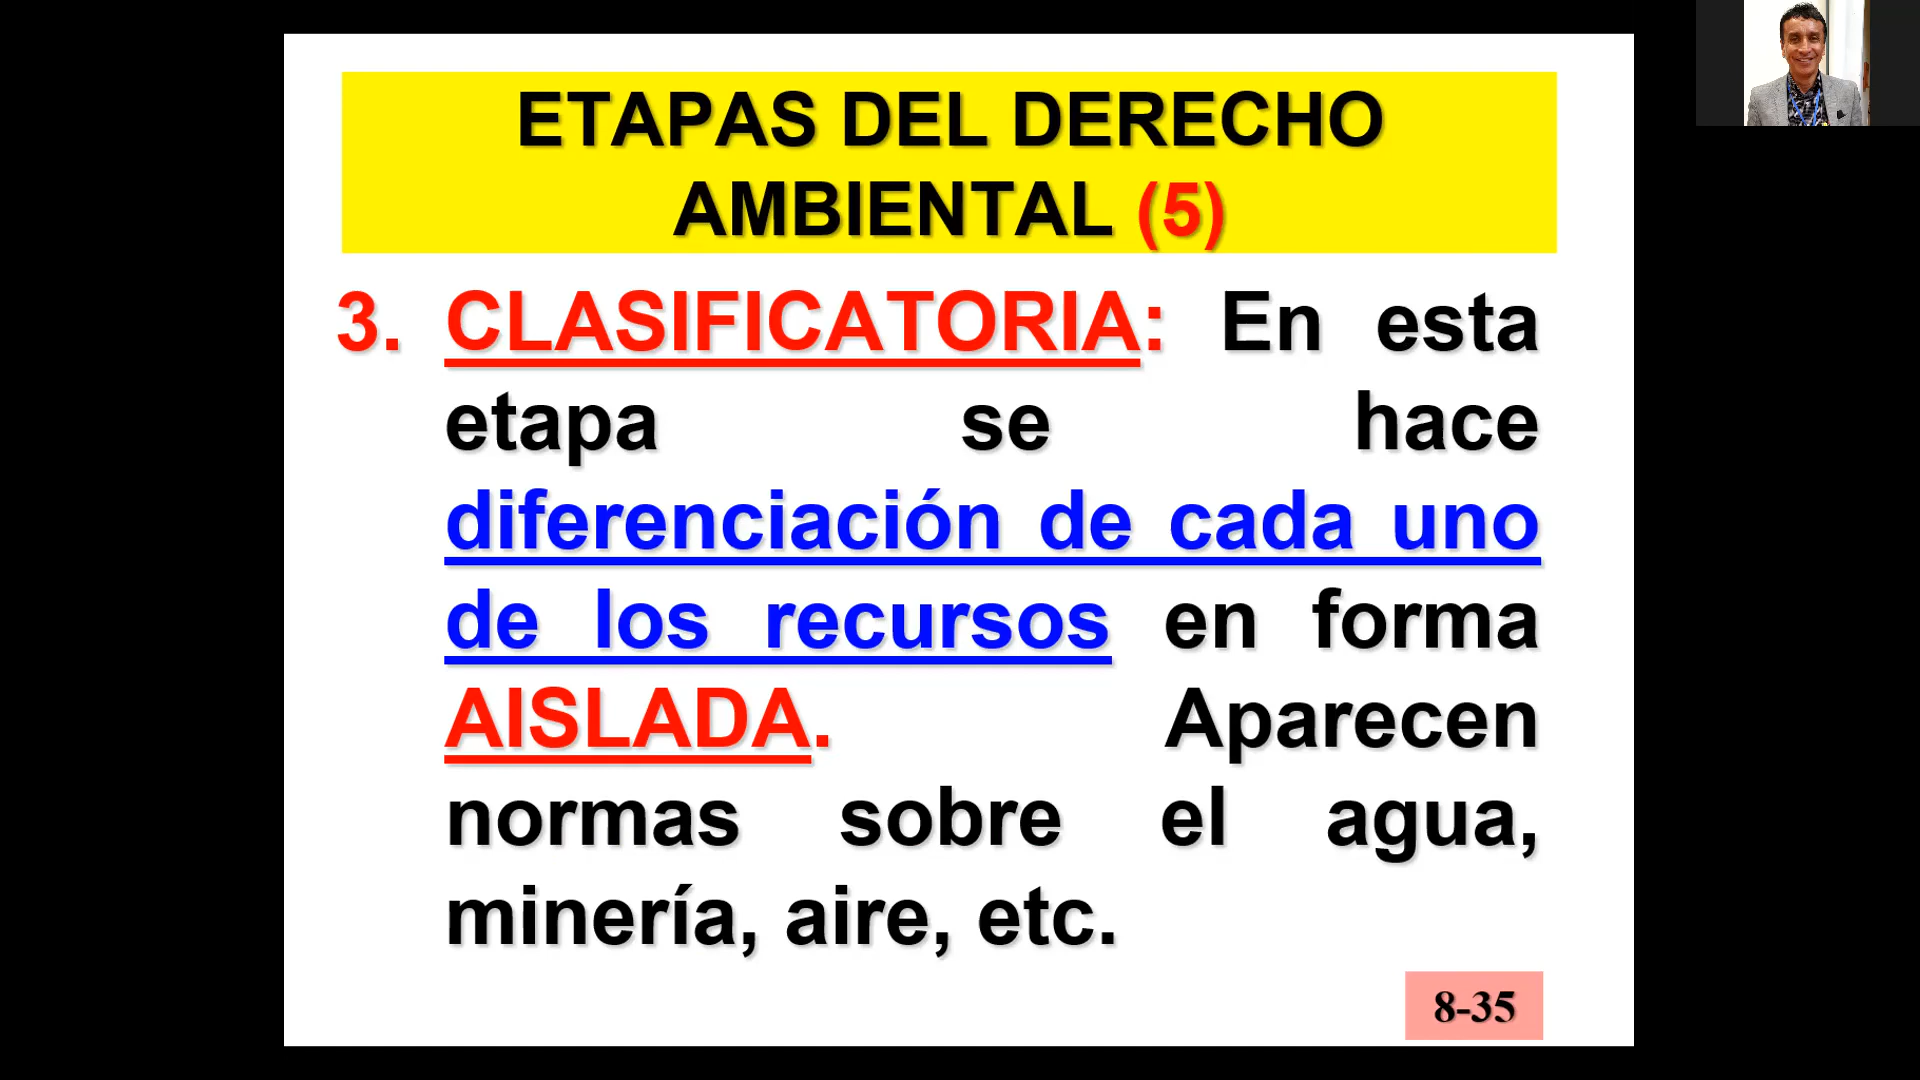 ETAPAS DEL DERECHO
AMBIENTAL (5)
3. CLASIFICATORIA: En esta
etapa se hace
diferenciación de cada uno
de los recursos en forma
AISLADA. Aparecen
normas sobre el agua,
minería, aire, etc.
8-35